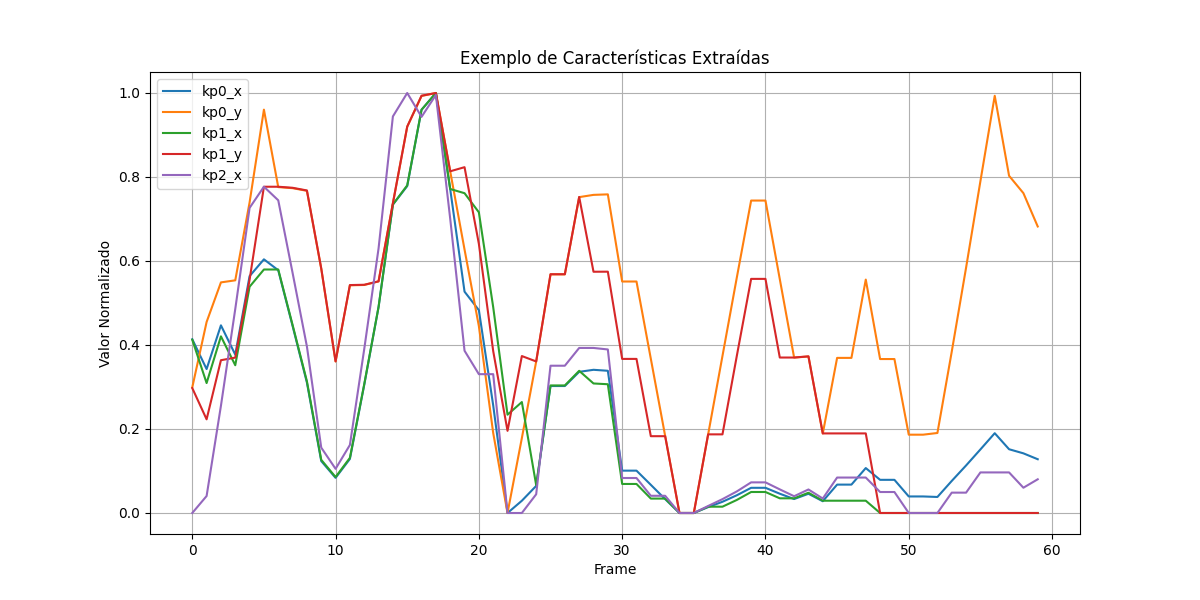 Exemplo de Características Extraídas
kp0_x
kp0_y
kp1_x
kp1_y
kp2_x
Valor Normalizado
1.0
0.8
0.6
0.4
0.2
0.0
0 10 20 30 40 50 60
Frame